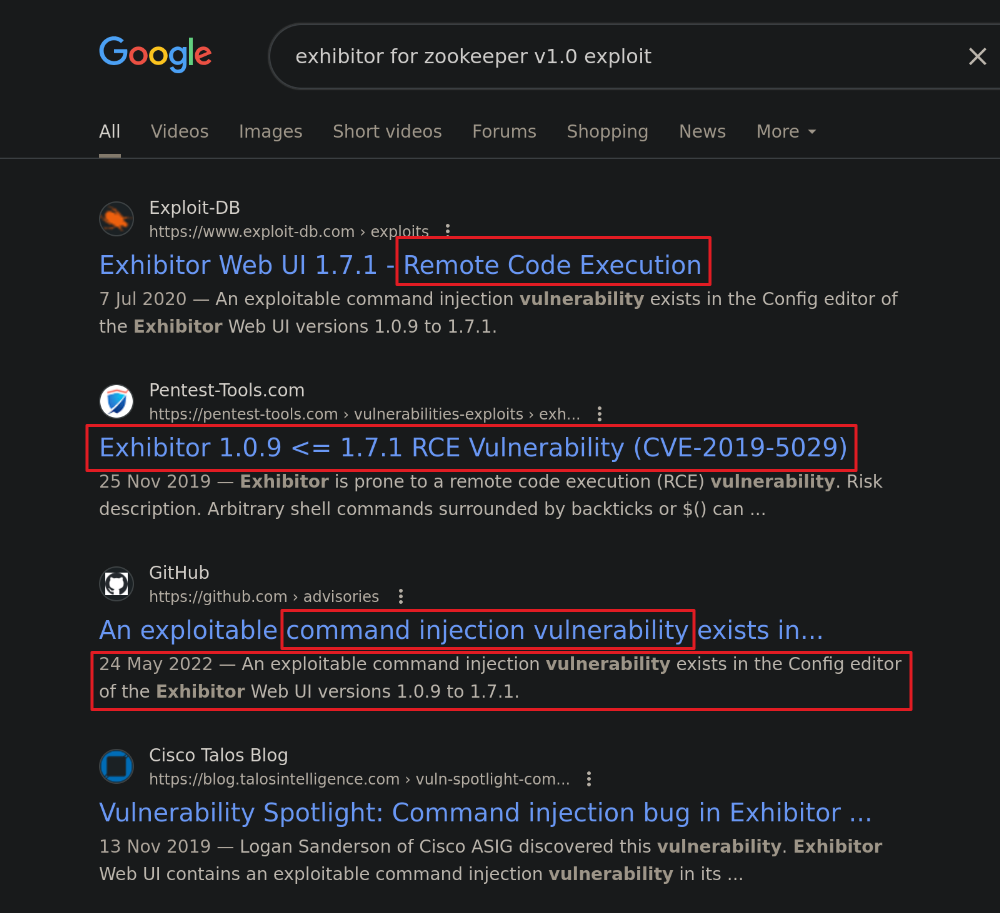 Google
exhibitor for zookeeper v1.0 exploit
All Videos Images Short videos Forums Shopping News More
Exploit-DB
https://www.exploit-db.com › exploits
Exhibitor Web UI 1.7.1 - Remote Code Execution
7 Jul 2020 — An exploitable command injection vulnerability exists in the Config editor of
the Exhibitor Web UI versions 1.0.9 to 1.7.1.
Pentest-Tools.com
https://pentest-tools.com › vulnerabilities-exploits › exh...
Exhibitor 1.0.9 <= 1.7.1 RCE Vulnerability (CVE-2019-5029)
25 Nov 2019 — Exhibitor is prone to a remote code execution (RCE) vulnerability. Risk
description. Arbitrary shell commands surrounded by backticks or $() can ...
GitHub
https://github.com › advisories
An exploitable command injection vulnerability exists in...
24 May 2022 — An exploitable command injection vulnerability exists in the Config editor
of the Exhibitor Web UI versions 1.0.9 to 1.7.1.
Cisco Talos Blog
https://blog.talosintelligence.com › vuln-spotlight-com...
Vulnerability Spotlight: Command injection bug in Exhibitor ...
13 Nov 2019 — Logan Sanderson of Cisco ASIG discovered this vulnerability. Exhibitor
Web UI contains an exploitable command injection vulnerability in its ...